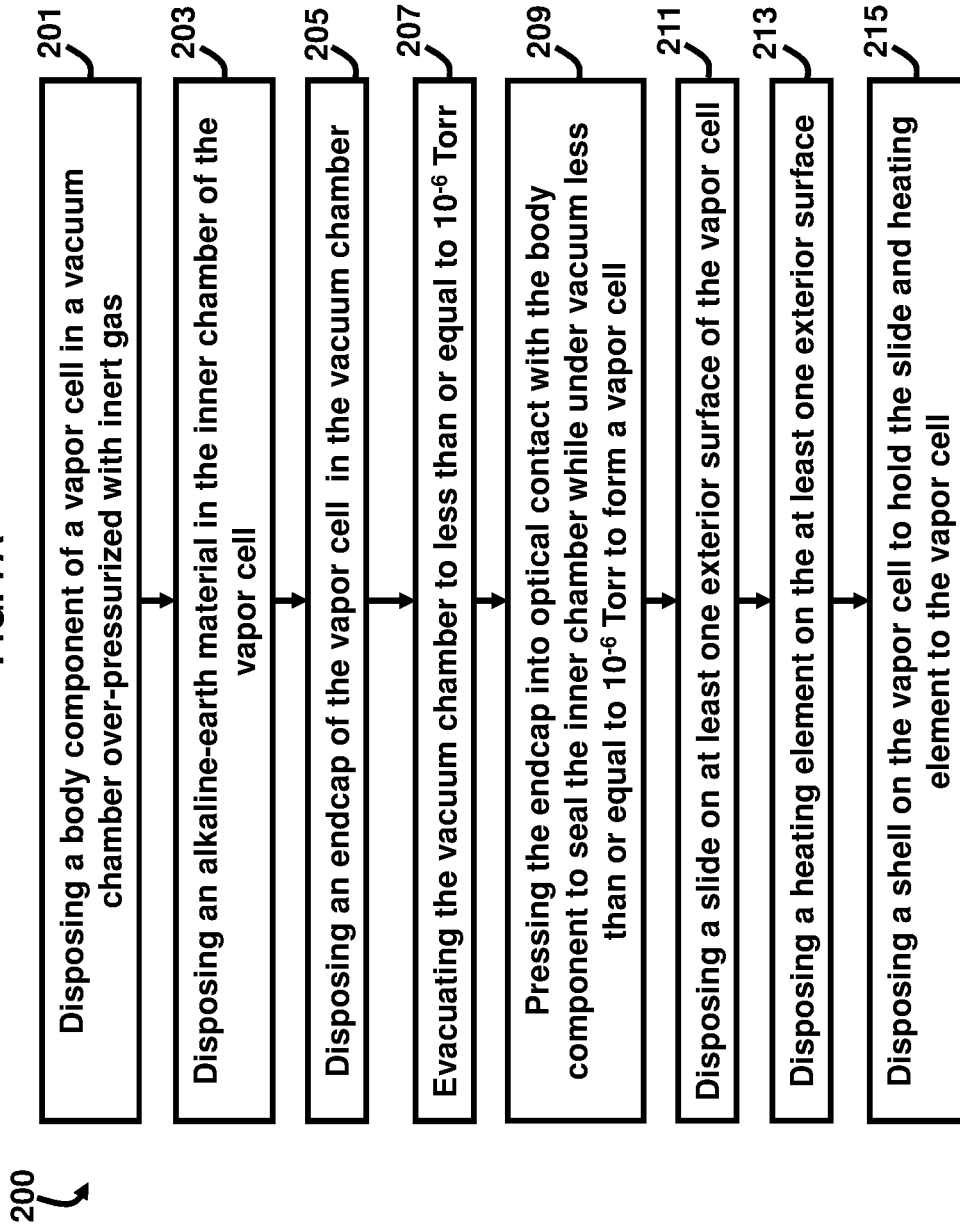 200
201
Disposing a body component of a vapor cell in a vacuum
chamber over-pressurized with inert gas
203
Disposing an alkaline-earth material in the inner chamber of the
vapor cell
205
Disposing an endcap of the vapor cell in the vacuum chamber
207
Evacuating the vacuum chamber to less than or equal to 10⁻⁶ Torr
209
Pressing the endcap into optical contact with the body
component to seal the inner chamber while under vacuum less
than or equal to 10⁻⁶ Torr to form a vapor cell
211
Disposing a slide on at least one exterior surface of the vapor cell
213
Disposing a heating element on the at least one exterior surface
215
Disposing a shell on the vapor cell to hold the slide and heating
element to the vapor cell